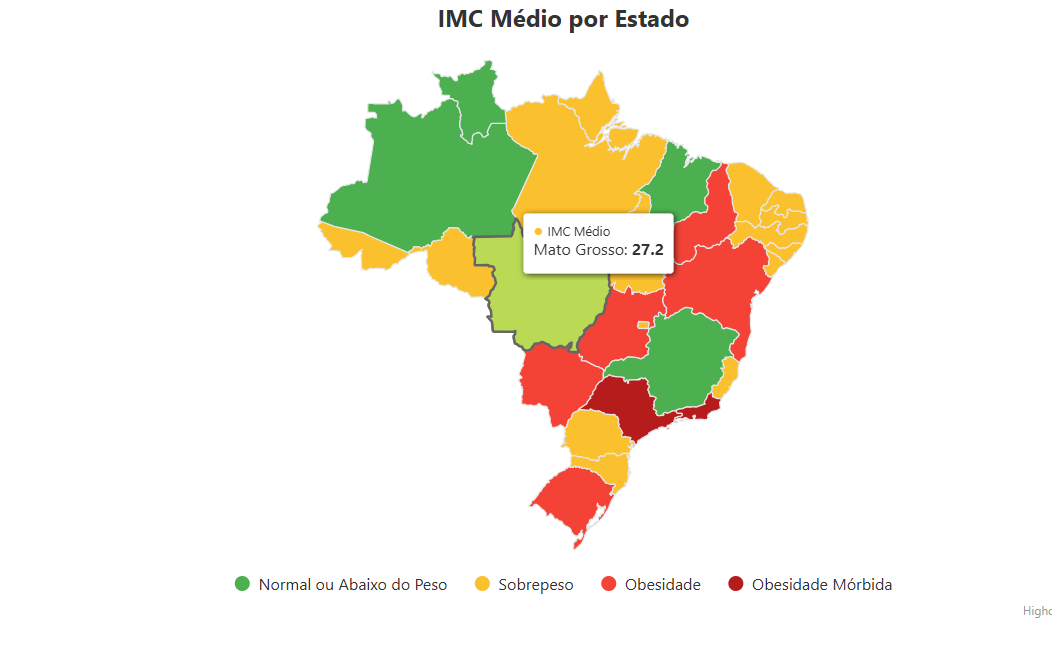 IMC Médio por Estado
IMC Médio
Mato Grosso: 27.2
Normal ou Abaixo do Peso
Sobrepeso
Obesidade
Obesidade Mórbida